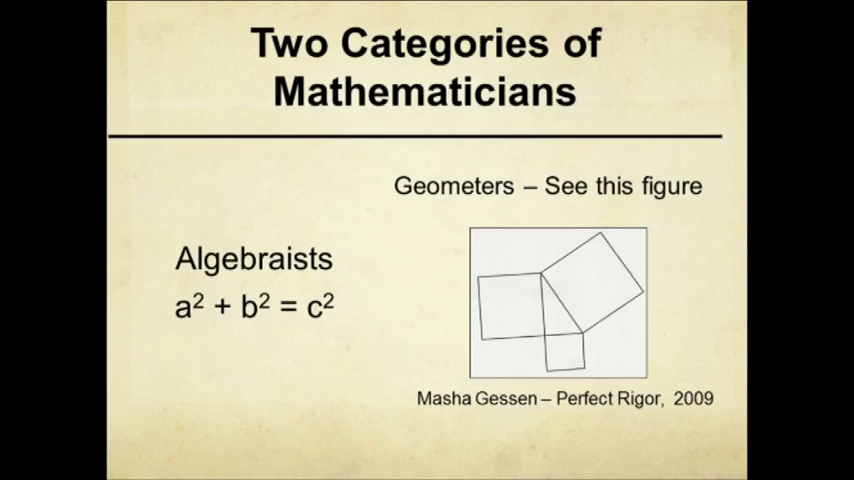 Two Categories of
Mathematicians
Geometers – See this figure
Algebraists
a² + b² = c²
Masha Gessen – Perfect Rigor, 2009